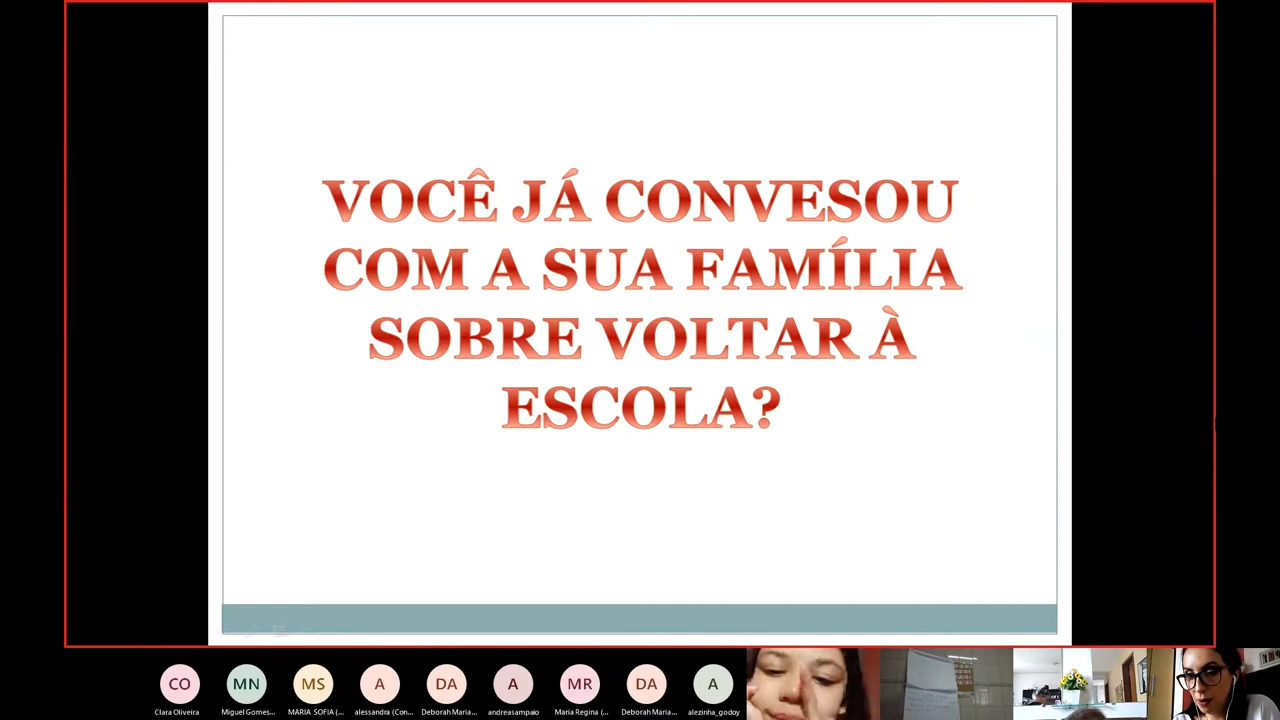 VOCÊ JÁ CONVESOU
COM A SUA FAMÍLIA
SOBRE VOLTAR À
ESCOLA?
CO MN MS A DA A MR DA A
Clara Oliveira Miguel Gomes... MARIA SOFIA (... alessandra (Con... Deborah Maria... andreasampaio Maria Regina (... Deborah Maria... alezinha_godoy